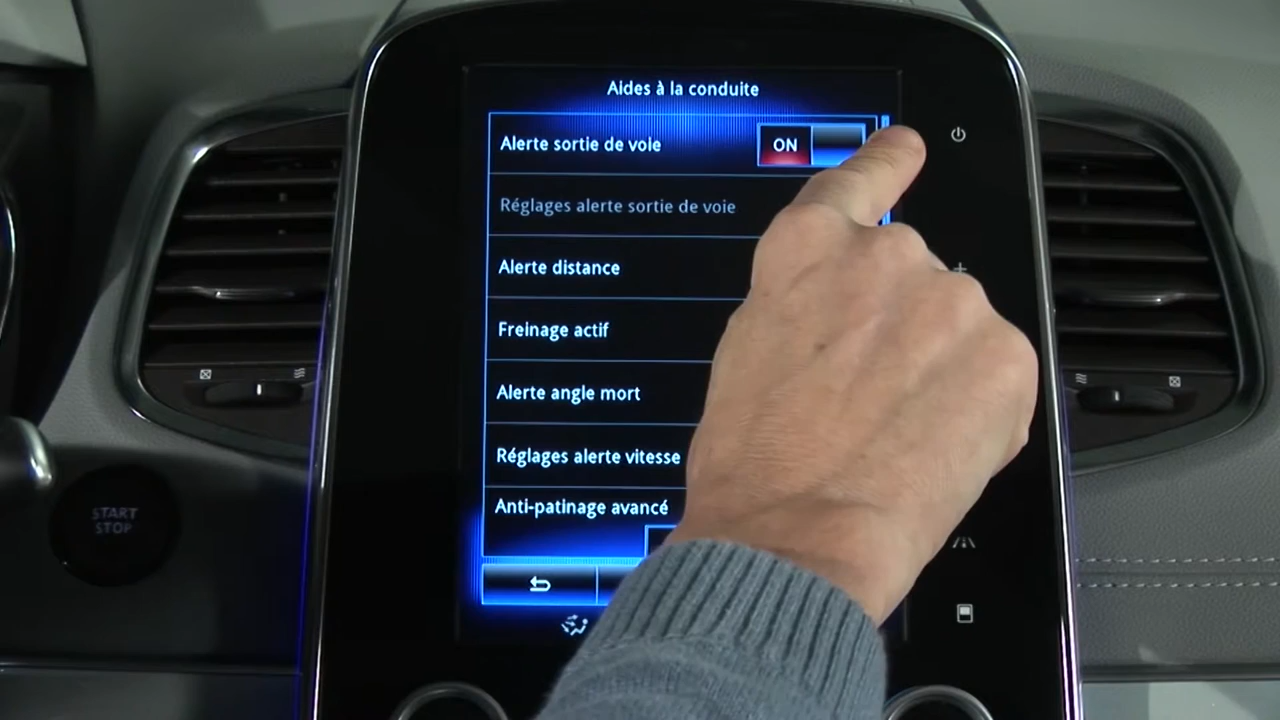 Aides à la conduite
Alerte sortie de voie
ON
Réglages alerte sortie de voie
Alerte distance
Freinage actif
Alerte angle mort
Réglages alerte vitesse
Anti-patinage avancé
START
STOP